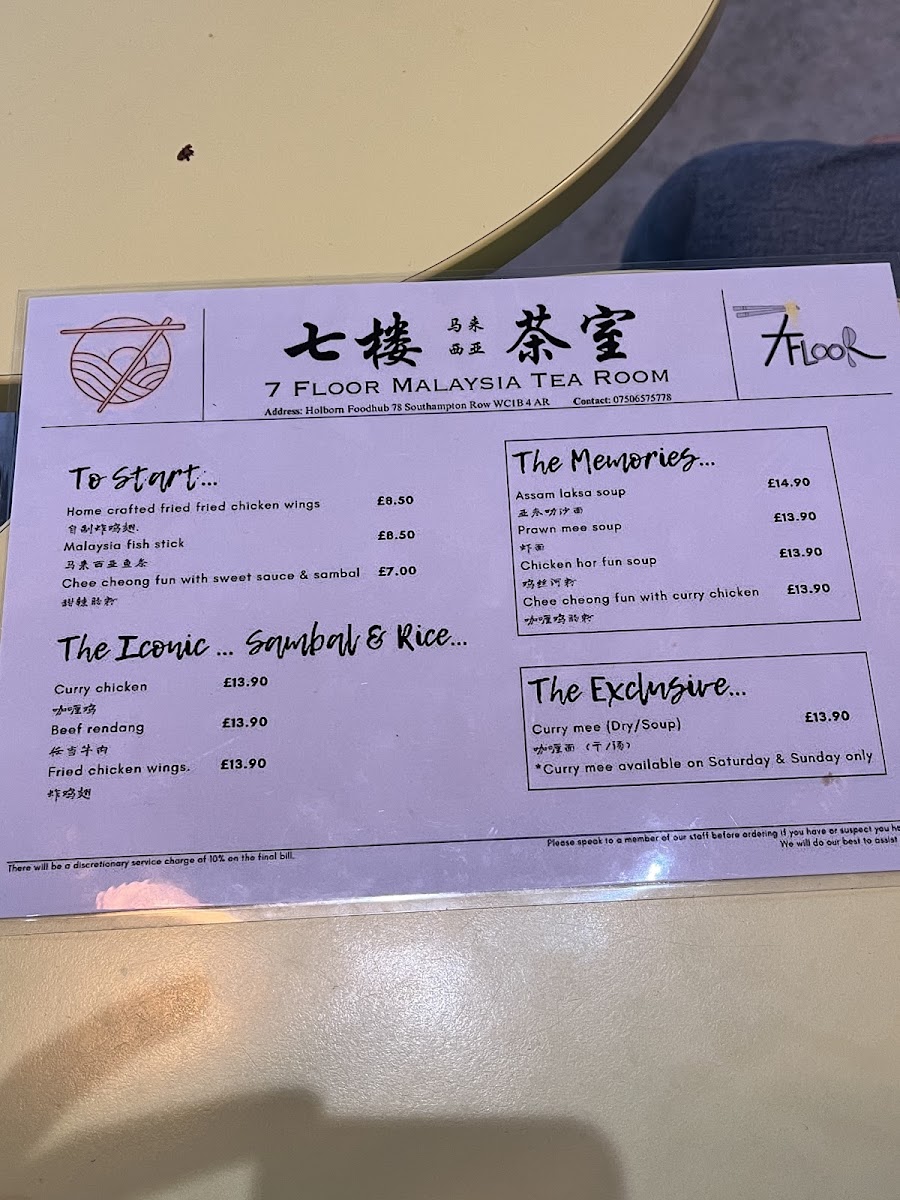 七楼 马来西亚 茶室
7 FLOOR MALAYSIA TEA ROOM
Address: Holborn Foodhub 78 Southampton Row WC1B 4 AR Contact: 07506575778
7 FLOOR
To Start...
Home crafted fried fried chicken wings £8.50
自制炸鸡翅.
Malaysia fish stick £8.50
马来西亚鱼条
Chee cheong fun with sweet sauce & sambal £7.00
甜辣肠粉
The Iconic ... Sambal & Rice...
Curry chicken £13.90
咖喱鸡
Beef rendang £13.90
仁当牛肉
Fried chicken wings. £13.90
炸鸡翅
The Memories...
Assam laksa soup £14.90
亚参叻沙面
Prawn mee soup £13.90
虾面
Chicken hor fun soup £13.90
鸡丝河粉
Chee cheong fun with curry chicken £13.90
咖喱鸡肠粉
The Exclusive...
Curry mee (Dry/Soup) £13.90
咖喱面（干/汤）
*Curry mee available on Saturday & Sunday only
There will be a discretionary service charge of 10% on the final bill.
Please speak to a member of our staff before ordering if you have or suspect you
We will do our best to assist